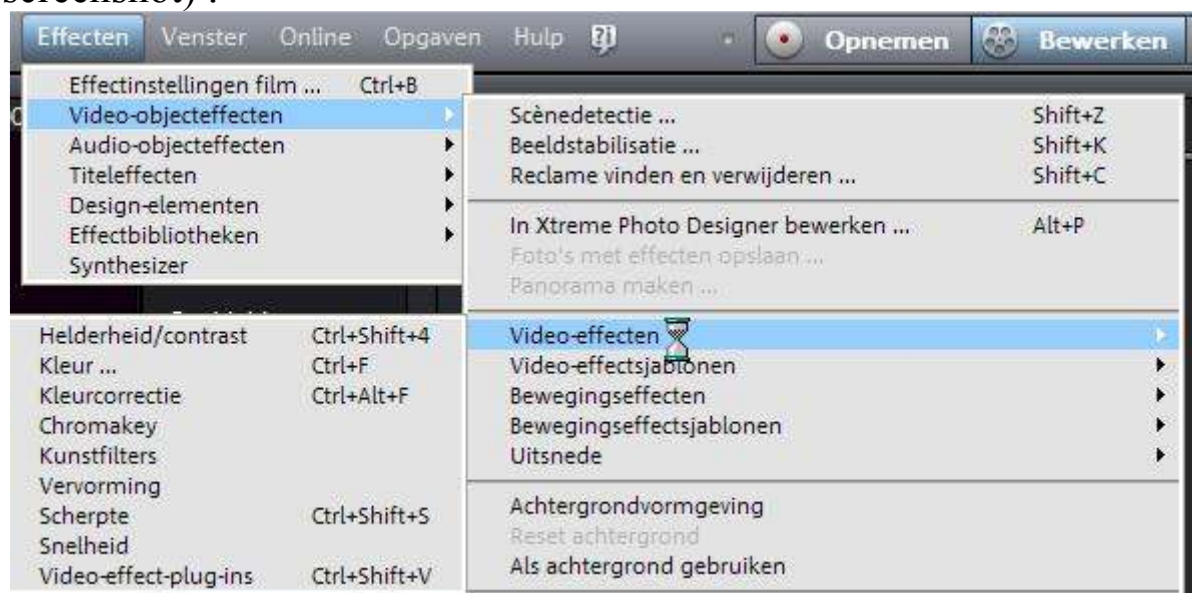 screenshot) .
Effecten Venster Online Opgaven Hulp Opnemen Bewerken
Effectinstellingen film ... Ctrl+B
Video-objecteffecten
Audio-objecteffecten
Titeleffecten
Design-elementen
Effectbibliotheken
Synthesizer
Scènedetectie ... Shift+Z
Beeldstabilisatie ... Shift+K
Reclame vinden en verwijderen ... Shift+C
In Xtreme Photo Designer bewerken ... Alt+P
Foto's met effecten opslaan ...
Panorama maken ...
Video-effecten
Video-effectsjablonen
Bewegingseffecten
Bewegingseffectsjablonen
Uitsnede
Achtergrondvormgeving
Reset achtergrond
Als achtergrond gebruiken
Helderheid/contrast Ctrl+Shift+4
Kleur ... Ctrl+F
Kleurcorrectie Ctrl+Alt+F
Chromakey
Kunstfilters
Vervorming
Scherpte Ctrl+Shift+S
Snelheid
Video-effect-plug-ins Ctrl+Shift+V